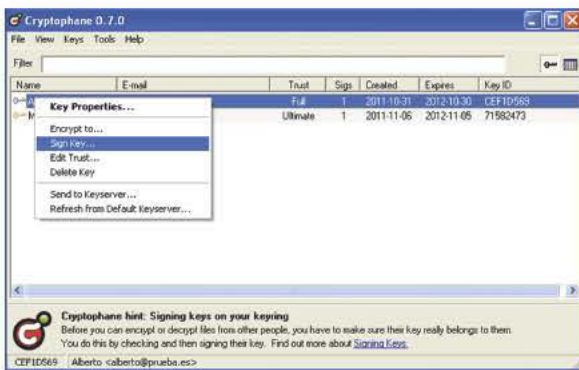 Cryptophane 0.7.0
File View Keys Tools Help
Filter
Name E-mail Trust Sigs Created Expires Key ID
A Full 1 2011-10-31 2012-10-30 CEF1D569
Ultimate 1 2011-11-06 2012-11-05 71582473
Key Properties...
Encrypt to...
Sign Key...
Edit Trust...
Delete Key
Send to Keyserver...
Refresh from Default Keyserver...
Cryptophane hint: Signing keys on your keyring
Before you can encrypt or decrypt files from other people, you have to make sure their key really belongs to them.
You do this by checking and then signing their key. Find out more about Signing Keys.
CEF1D569 Alberto <alberto@prueba.es>